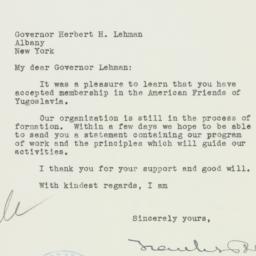 Governor Herbert H. Lehman
Albany
New York
My dear Governor Lehman:
It was a pleasure to learn that you have
accepted membership in the American Friends of
Yugoslavia.
Our organization is still in the process of
formation. Within a few days we hope to be able
to send you a statement containing our program
of work and the principles which will guide our
activities.
I thank you for your support and good will.
With kindest regards, I am
Sincerely yours,